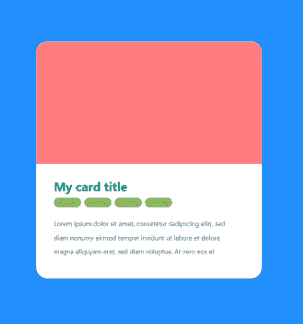 My card title
Lorem ipsum dolor sit amet, consetetur sadipscing elitr, sed
diam nonumy eirmod tempor invidunt ut labore et dolore
magna aliquyam erat, sed diam voluptua. At vero eos et